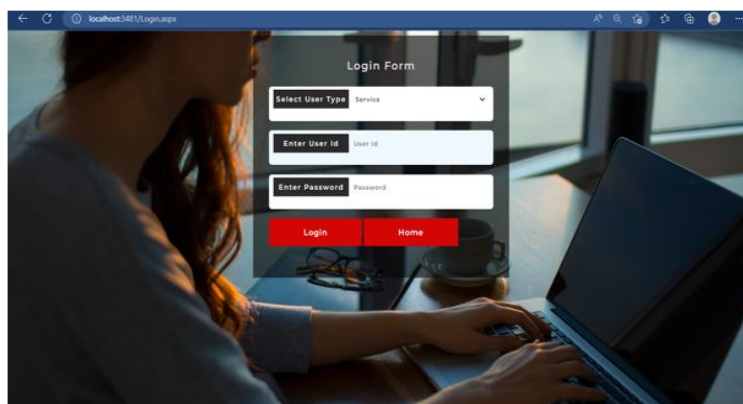 localhost:3481/Login.aspx
Login Form
Select User Type Service
Enter User Id User Id
Enter Password Password
Login Home